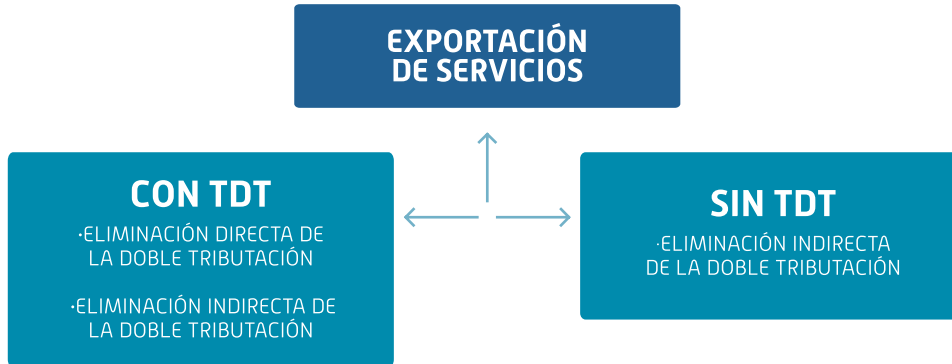 EXPORTACIÓN
DE SERVICIOS
CON TDT
·ELIMINACIÓN DIRECTA DE
LA DOBLE TRIBUTACIÓN
·ELIMINACIÓN INDIRECTA DE
LA DOBLE TRIBUTACIÓN
SIN TDT
·ELIMINACIÓN INDIRECTA
DE LA DOBLE TRIBUTACIÓN